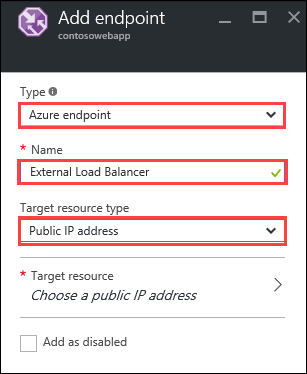 Add endpoint
contosowebapp
Type
Azure endpoint
* Name
External Load Balancer
Target resource type
Public IP address
* Target resource
Choose a public IP address
Add as disabled